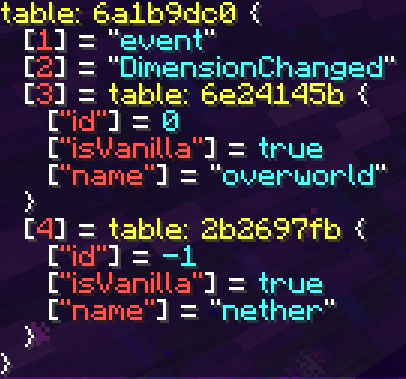 table: 6a1b9dc0 {
[1] = "event"
[2] = "DimensionChanged"
[3] = table: 6e24145b {
["id"] = 0
["isVanilla"] = true
["name"] = "overworld"
}
[4] = table: 2b2697fb {
["id"] = -1
["isVanilla"] = true
["name"] = "nether"
}
}